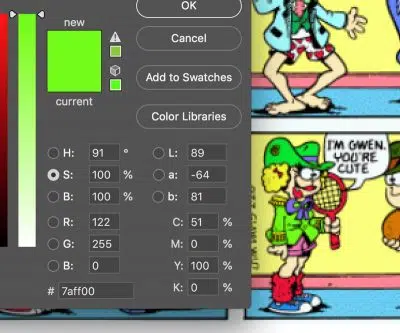 new
current
OK
Cancel
Add to Swatches
Color Libraries
H: 91 °
L: 89
S: 100 %
a: -64
B: 100 %
b: 81
R: 122
C: 51 %
G: 255
M: 0 %
B: 0
Y: 100 %
# 7aff00
K: 0 %
I'M GWEN.
YOU'RE
CUTE